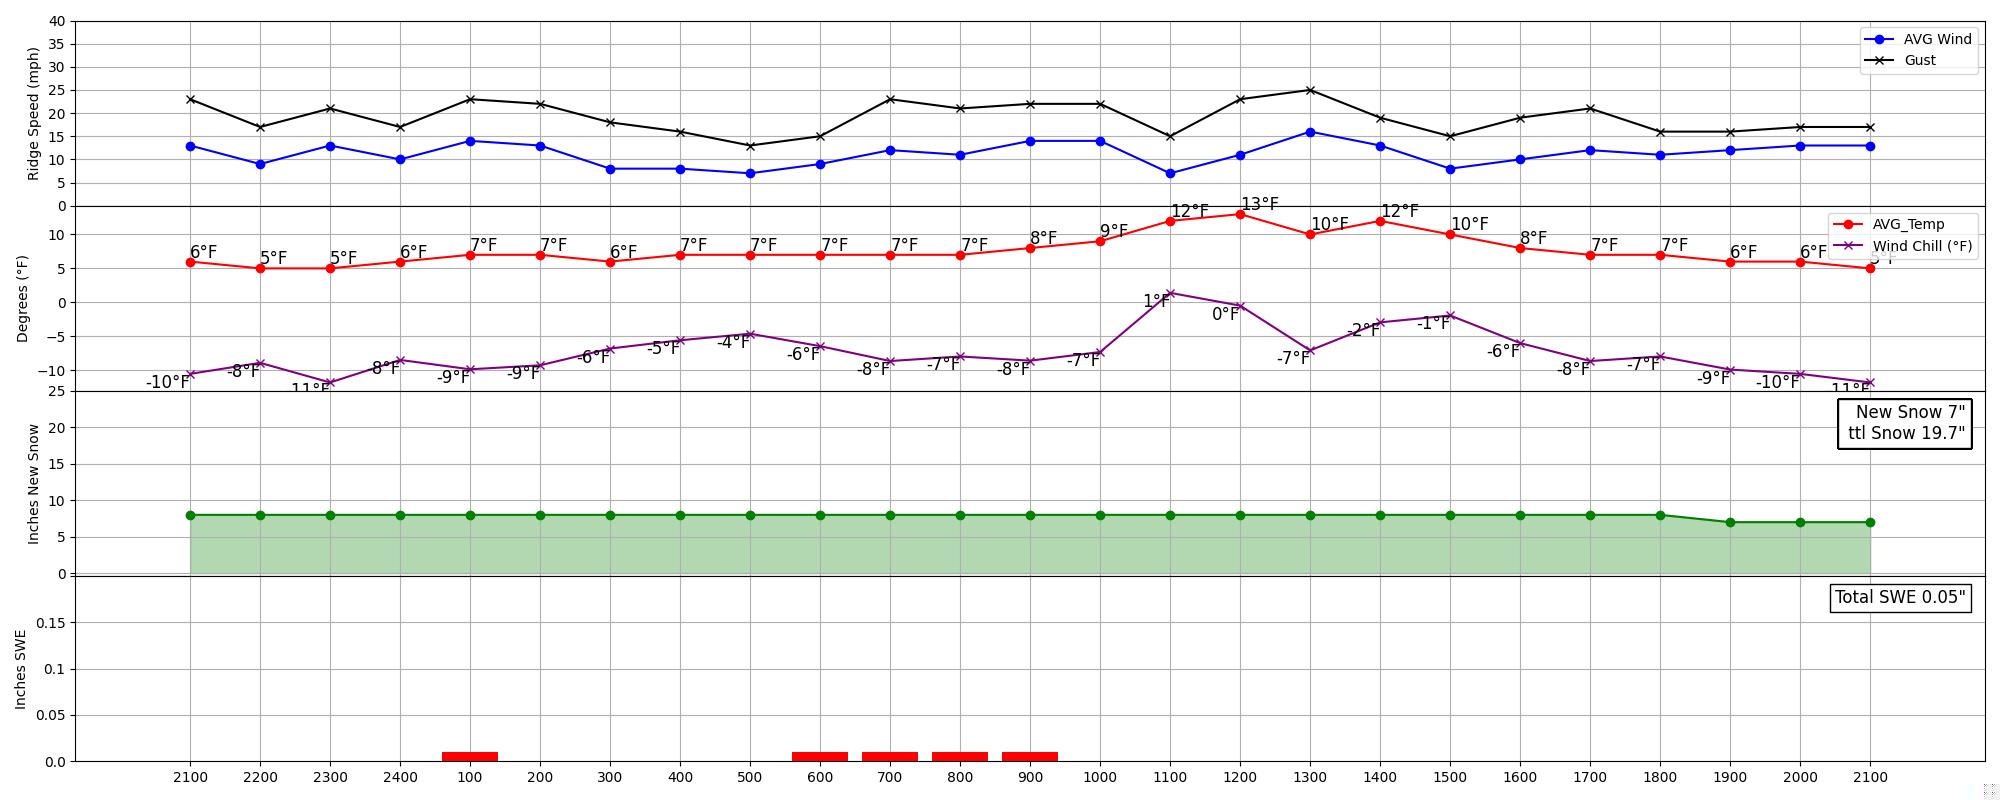 40
35
30
25
20
15
10
5
0
Ridge Speed (mph)
AVG Wind
Gust
10
5
0
−5
−10
Degrees (°F)
AVG_Temp
Wind Chill (°F)
6°F 5°F 5°F 6°F 7°F 7°F 6°F 7°F 7°F 7°F 7°F 7°F 8°F 9°F 12°F 13°F 10°F 12°F 10°F 8°F 7°F 7°F 6°F 6°F 5°F
-10°F -8°F -11°F -8°F -9°F -9°F -6°F -5°F -4°F -6°F -8°F -7°F -8°F -7°F 1°F 0°F -7°F -2°F -1°F -6°F -8°F -7°F -9°F -10°F -11°F
25
20
15
10
5
0
Inches New Snow
New Snow 7"
ttl Snow 19.7"
0.15
0.1
0.05
0.0
Inches SWE
Total SWE 0.05"
2100 2200 2300 2400 100 200 300 400 500 600 700 800 900 1000 1100 1200 1300 1400 1500 1600 1700 1800 1900 2000 2100